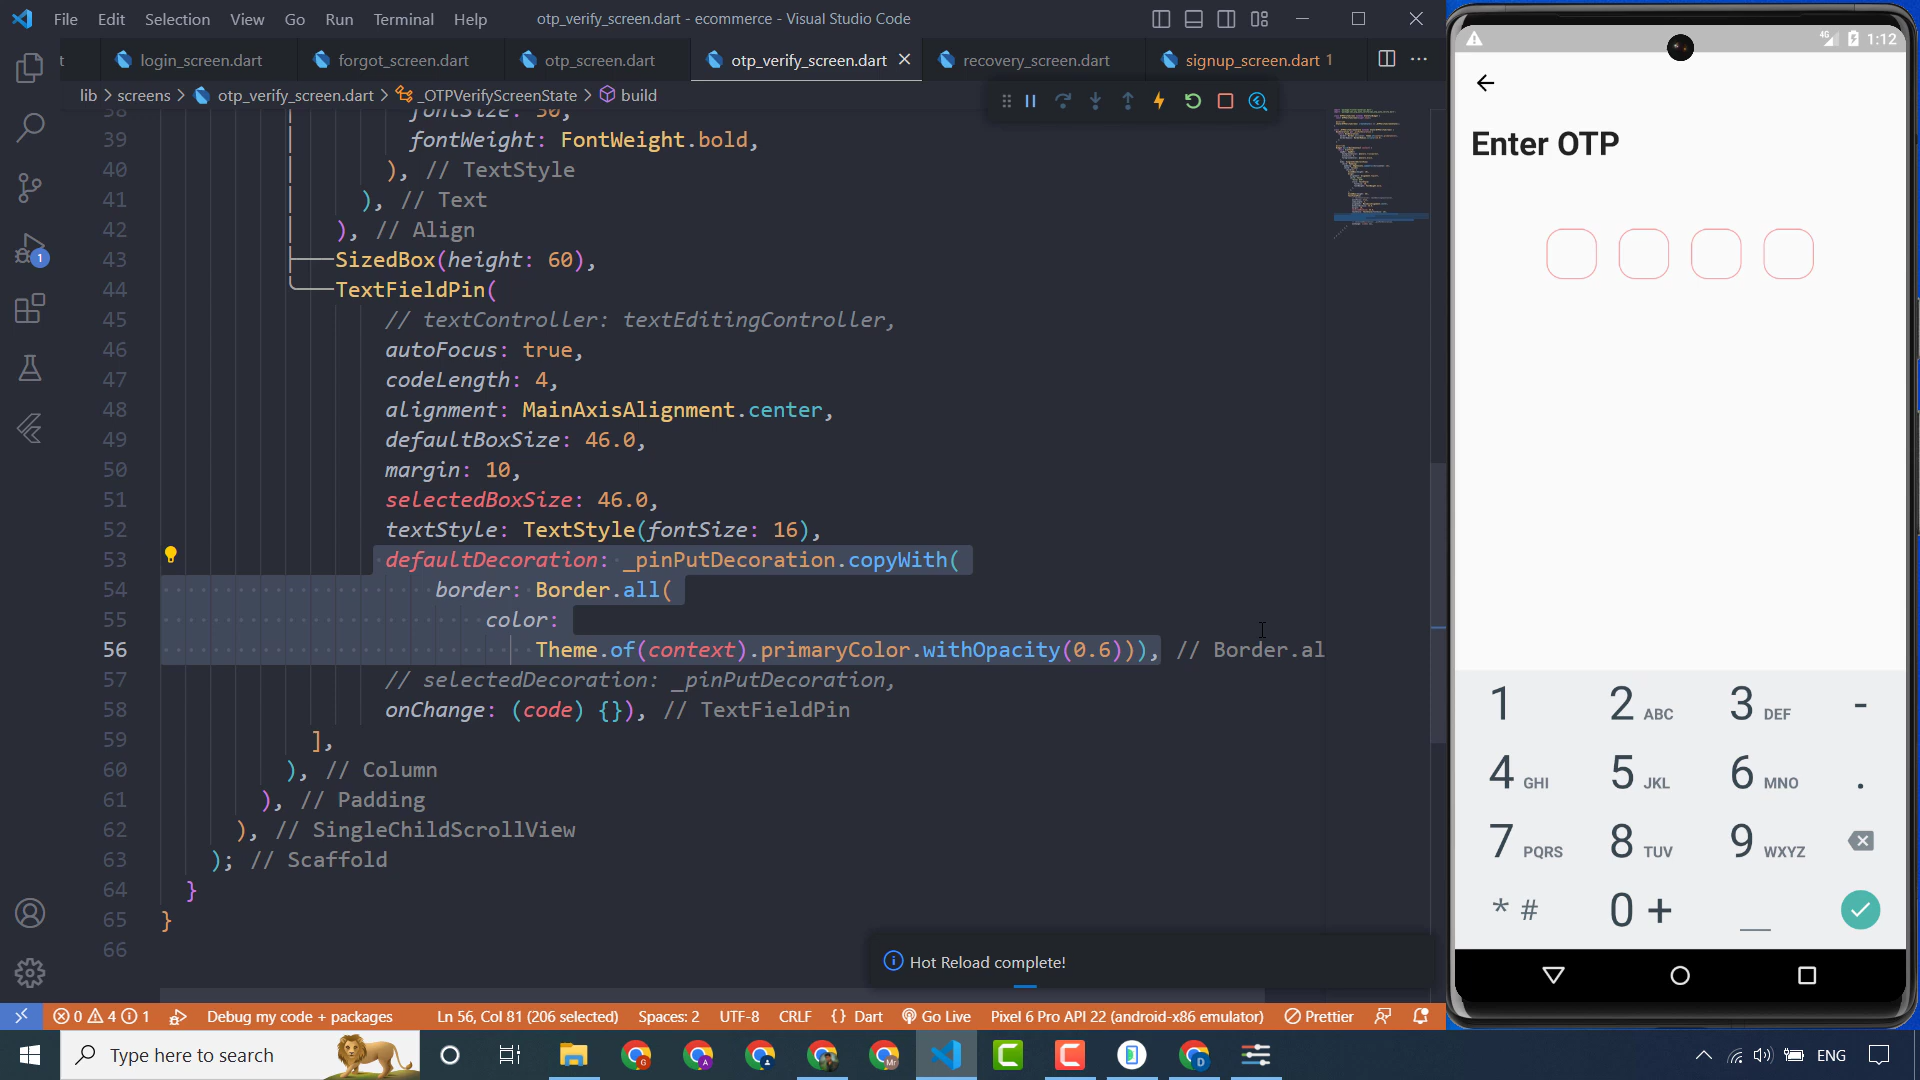 File Edit Selection View Go Run Terminal Help otp_verify_screen.dart - ecommerce - Visual Studio Code
t login_screen.dart forgot_screen.dart otp_screen.dart otp_verify_screen.dart recovery_screen.dart signup_screen.dart 1
lib > screens > otp_verify_screen.dart > _OTPVerifyScreenState > build
38 fontSize: 30,
39 fontWeight: FontWeight.bold,
40 ), // TextStyle
41 ), // Text
42 ), // Align
43 SizedBox(height: 60),
44 TextFieldPin(
45 // textController: textEditingController,
46 autoFocus: true,
47 codeLength: 4,
48 alignment: MainAxisAlignment.center,
49 defaultBoxSize: 46.0,
50 margin: 10,
51 selectedBoxSize: 46.0,
52 textStyle: TextStyle(fontSize: 16),
53 defaultDecoration: _pinPutDecoration.copyWith(
54 border: Border.all(
55 color:
56 Theme.of(context).primaryColor.withOpacity(0.6))), // Border.al
57 // selectedDecoration: _pinPutDecoration,
58 onChange: (code) {}), // TextFieldPin
59 ],
60 ), // Column
61 ), // Padding
62 ), // SingleChildScrollView
63 ); // Scaffold
64 }
65 }
66
1
Hot Reload complete!
0 4 1 Debug my code + packages Ln 56, Col 81 (206 selected) Spaces: 2 UTF-8 CRLF {} Dart Go Live Pixel 6 Pro API 22 (android-x86 emulator) Prettier
Type here to search
ENG
4G 1:12
Enter OTP
1 2 ABC 3 DEF -
4 GHI 5 JKL 6 MNO .
7 PQRS 8 TUV 9 WXYZ
* # 0 + _